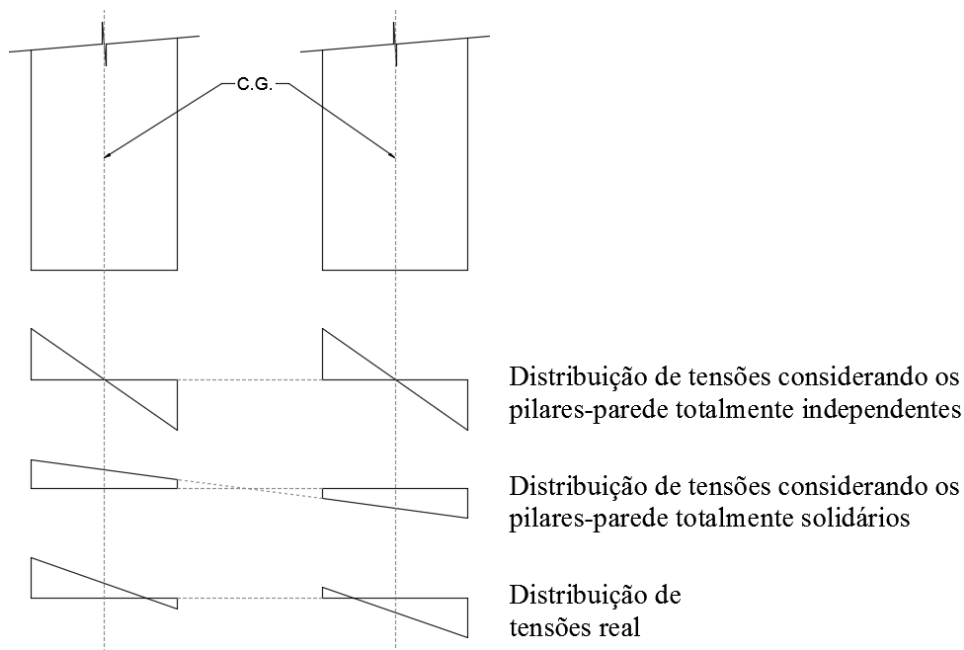 C.G.
Distribuição de tensões considerando os
pilares-parede totalmente independentes
Distribuição de tensões considerando os
pilares-parede totalmente solidários
Distribuição de
tensões real